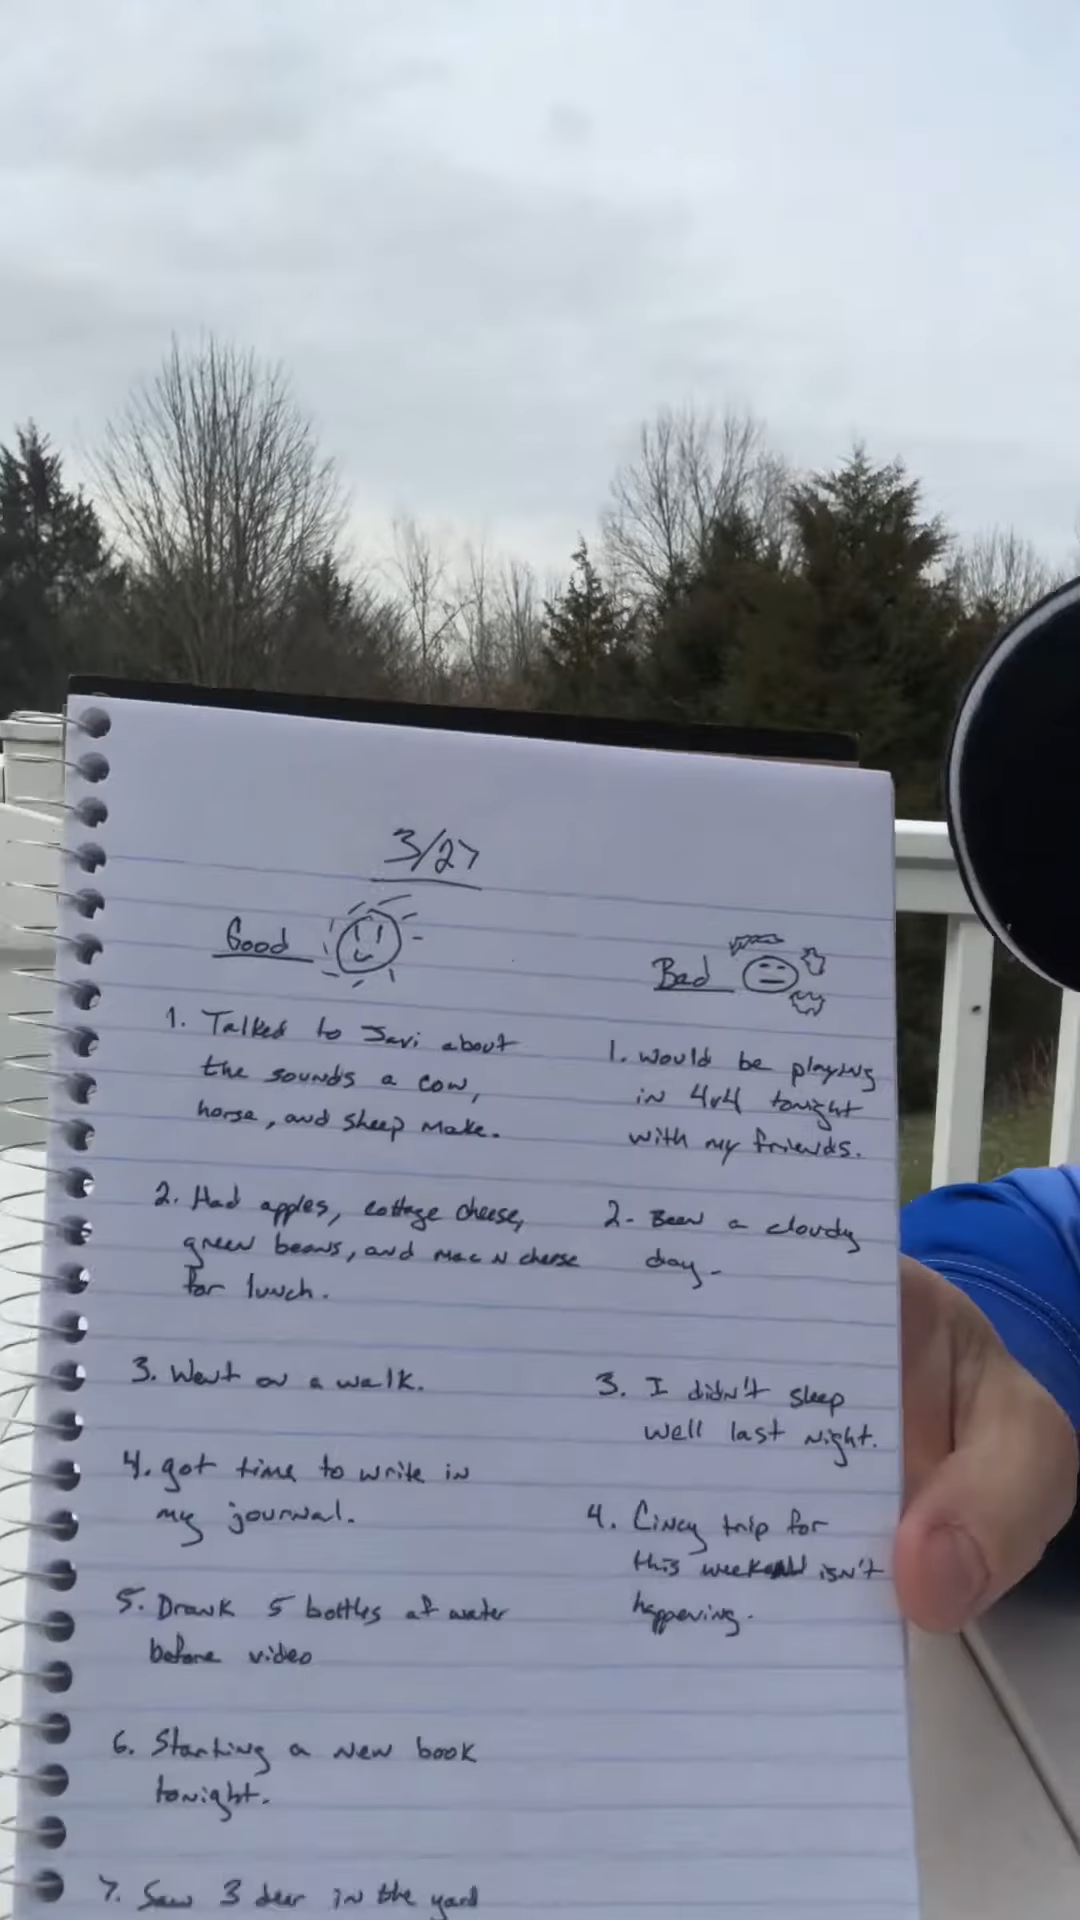 3/27
Good
1. Talked to Javi about
the sounds a cow,
horse, and sheep make.
2. Had apples, cottage cheese,
green beans, and mac N cheese
for lunch.
3. Went on a walk.
4. got time to write in
my journal.
5. Drank 5 bottles of water
before video
6. Starting a new book
tonight.
7. Saw 3 deer in the yard
Bad
1. would be playing
in 4v4 tonight
with my friends.
2. Been a cloudy
day.
3. I didn't sleep
well last night.
4. Cincy trip for
this weekend isn't
happening.